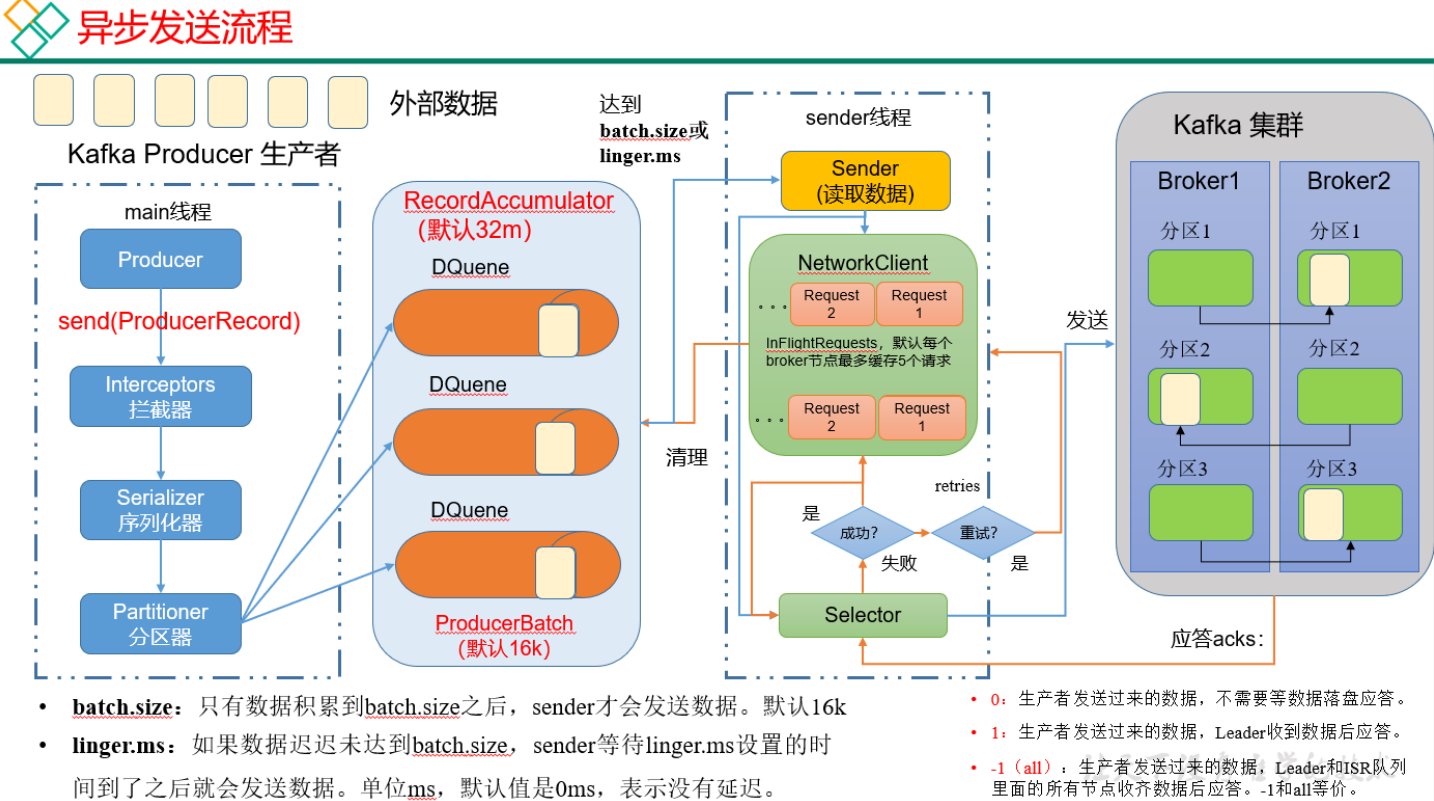 异步发送流程
外部数据
Kafka Producer 生产者
main线程
Producer
send(ProducerRecord)
Interceptors
拦截器
Serializer
序列化器
Partitioner
分区器
RecordAccumulator
(默认32m)
DQuene
DQuene
DQuene
ProducerBatch
(默认16k)
达到
batch.size或
linger.ms
清理
sender线程
Sender
(读取数据)
NetworkClient
... Request 2 Request 1
InFlightRequests，默认每个
broker节点最多缓存5个请求
... Request 2 Request 1
retries
是
成功？
失败
重试？
是
Selector
发送
Kafka 集群
Broker1 Broker2
分区1 分区1
分区2 分区2
分区3 分区3
应答acks：
• batch.size：只有数据积累到batch.size之后，sender才会发送数据。默认16k
• linger.ms：如果数据迟迟未达到batch.size，sender等待linger.ms设置的时
间到了之后就会发送数据。单位ms，默认值是0ms，表示没有延迟。
• 0：生产者发送过来的数据，不需要等数据落盘应答。
• 1：生产者发送过来的数据，Leader收到数据后应答。
• -1（all）：生产者发送过来的数据，Leader和ISR队列
里面的所有节点收齐数据后应答。-1和all等价。